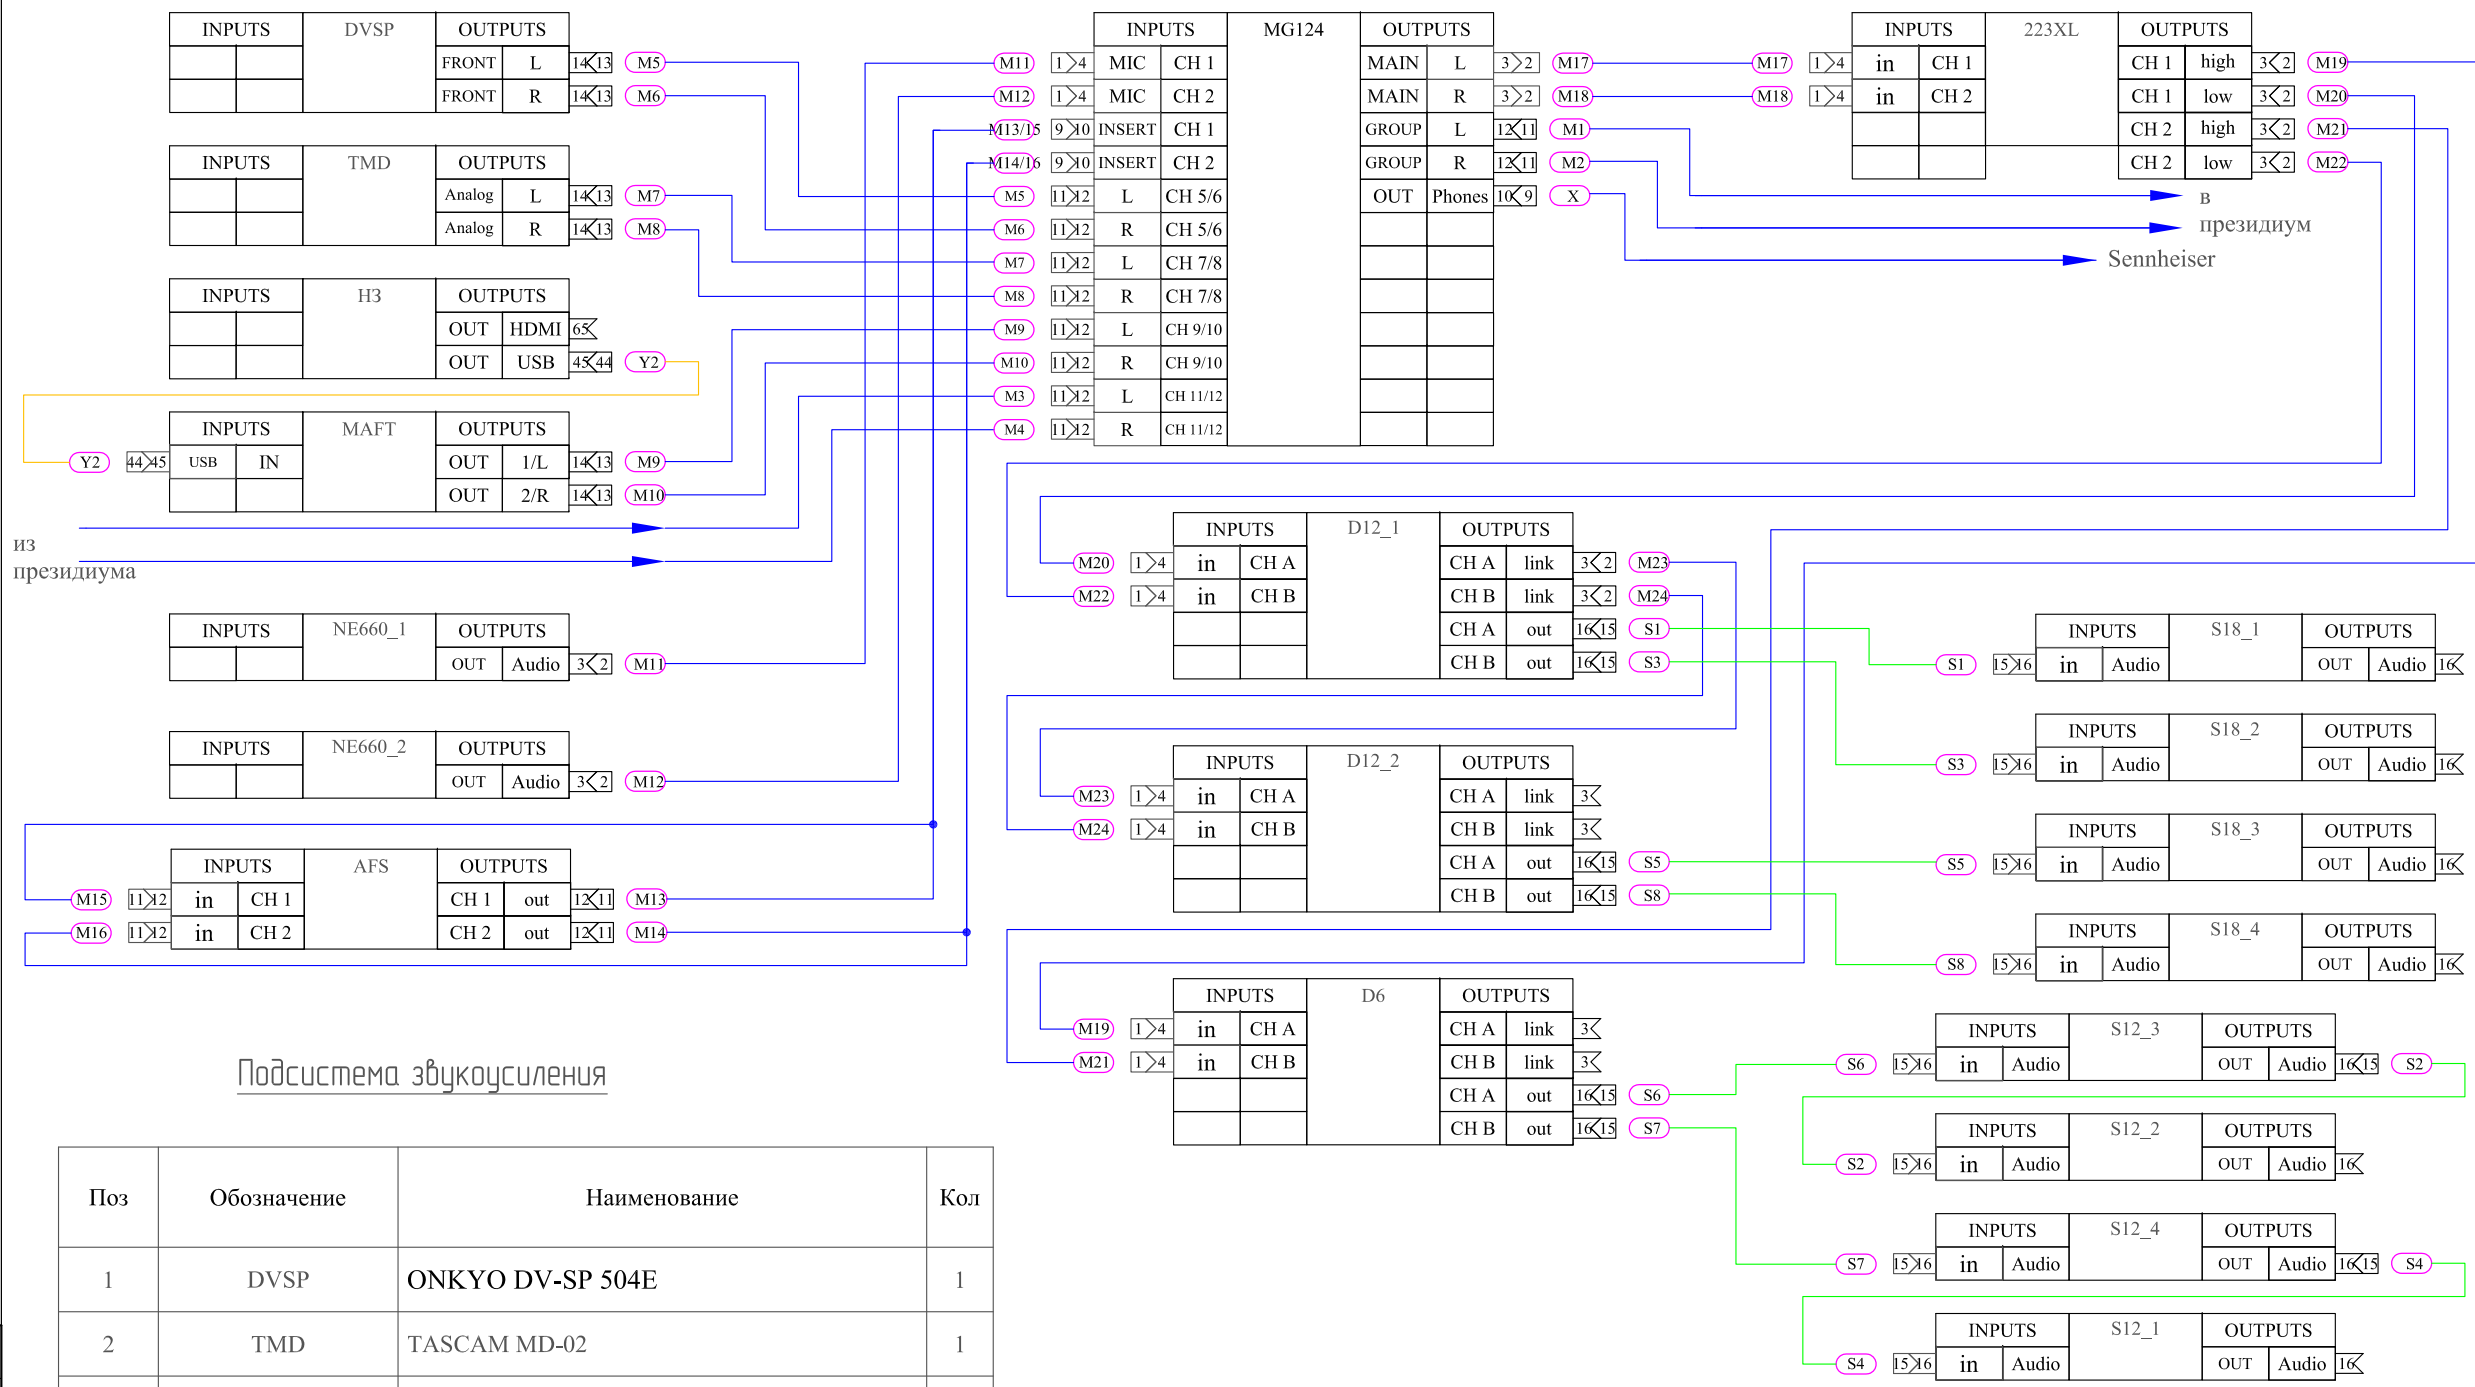 INPUTS DVSP OUTPUTS
FRONT L 14 13 M5
FRONT R 14 13 M6
INPUTS TMD OUTPUTS
Analog L 14 13 M7
Analog R 14 13 M8
INPUTS НЗ OUTPUTS
OUT HDMI 65
OUT USB 45 44 Y2
INPUTS MAFT OUTPUTS
Y2 44 45 USB IN OUT 1/L 14 13 M9
OUT 2/R 14 13 M10
из
президиума
INPUTS NE660_1 OUTPUTS
OUT Audio 3 2 M11
INPUTS NE660_2 OUTPUTS
OUT Audio 3 2 M12
INPUTS AFS OUTPUTS
M15 11 12 in CH 1 CH 1 out 12 11 M13
M16 11 12 in CH 2 CH 2 out 12 11 M14
INPUTS MG124 OUTPUTS
M11 1 4 MIC CH 1 MAIN L 3 2 M17
M12 1 4 MIC CH 2 MAIN R 3 2 M18
M13/15 9 10 INSERT CH 1 GROUP L 12 11 M1
M14/16 9 10 INSERT CH 2 GROUP R 12 11 M2
M5 11 12 L CH 5/6 OUT Phones 10 9 X
M6 11 12 R CH 5/6
M7 11 12 L CH 7/8
M8 11 12 R CH 7/8
M9 11 12 L CH 9/10
M10 11 12 R CH 9/10
M3 11 12 L CH 11/12
M4 11 12 R CH 11/12
INPUTS 223XL OUTPUTS
M17 1 4 in CH 1 CH 1 high 3 2 M19
M18 1 4 in CH 2 CH 1 low 3 2 M20
CH 2 high 3 2 M21
CH 2 low 3 2 M22
в
президиум
Sennheiser
INPUTS D12_1 OUTPUTS
M20 1 4 in CH A CH A link 3 2 M23
M22 1 4 in CH B CH B link 3 2 M24
CH A out 16 15 S1
CH B out 16 15 S3
INPUTS D12_2 OUTPUTS
M23 1 4 in CH A CH A link 3
M24 1 4 in CH B CH B link 3
CH A out 16 15 S5
CH B out 16 15 S8
INPUTS D6 OUTPUTS
M19 1 4 in CH A CH A link 3
M21 1 4 in CH B CH B link 3
CH A out 16 15 S6
CH B out 16 15 S7
INPUTS S18_1 OUTPUTS
S1 15 16 in Audio OUT Audio 16
INPUTS S18_2 OUTPUTS
S3 15 16 in Audio OUT Audio 16
INPUTS S18_3 OUTPUTS
S5 15 16 in Audio OUT Audio 16
INPUTS S18_4 OUTPUTS
S8 15 16 in Audio OUT Audio 16
INPUTS S12_3 OUTPUTS
S6 15 16 in Audio OUT Audio 16 15 S2
INPUTS S12_2 OUTPUTS
S2 15 16 in Audio OUT Audio 16
INPUTS S12_4 OUTPUTS
S7 15 16 in Audio OUT Audio 16 15 S4
INPUTS S12_1 OUTPUTS
S4 15 16 in Audio OUT Audio 16
Подсистема звукоусиления
Поз Обозначение Наименование Кол
1 DVSP ONKYO DV-SP 504E 1
2 TMD TASCAM MD-02 1